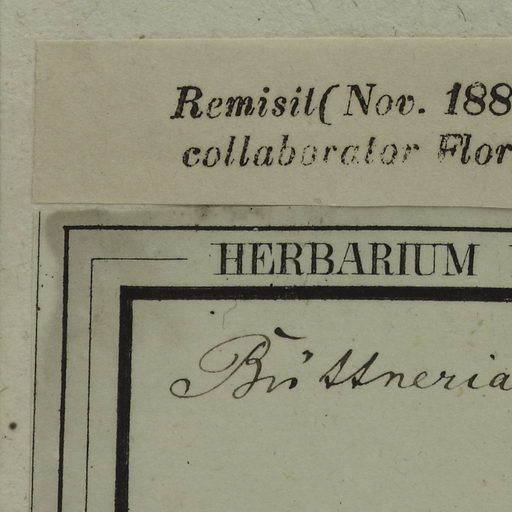 Remisit (Nov. 188
collaborator Flor
HERBARIUM
Büttneria